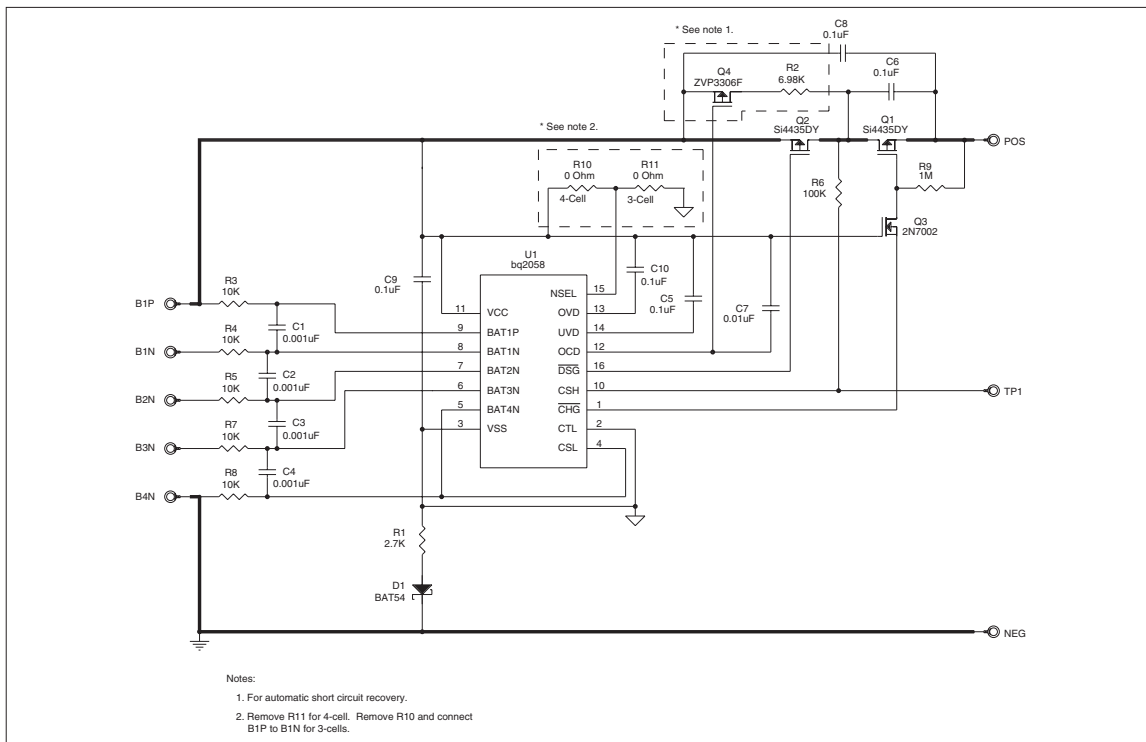 * See note 1.
C8
0.1uF
C6
0.1uF
Q4
ZVP3306F
R2
6.98K
* See note 2.
Q2
Si4435DY
Q1
Si4435DY
POS
R10
0 Ohm
4-Cell
R11
0 Ohm
3-Cell
R6
100K
R9
1M
Q3
2N7002
U1
bq2058
C9
0.1uF
C10
0.1uF
C5
0.1uF
C7
0.01uF
B1P
R3
10K
B1N
R4
10K
B2N
R5
10K
B3N
R7
10K
B4N
R8
10K
C1
0.001uF
C2
0.001uF
C3
0.001uF
C4
0.001uF
11 VCC
9 BAT1P
8 BAT1N
7 BAT2N
6 BAT3N
5 BAT4N
3 VSS
NSEL 15
OVD 13
UVD 14
OCD 12
DSG 16
CSH 10
CHG 1
CTL 2
CSL 4
TP1
R1
2.7K
D1
BAT54
NEG
Notes:
1. For automatic short circuit recovery.
2. Remove R11 for 4-cell. Remove R10 and connect
B1P to B1N for 3-cells.